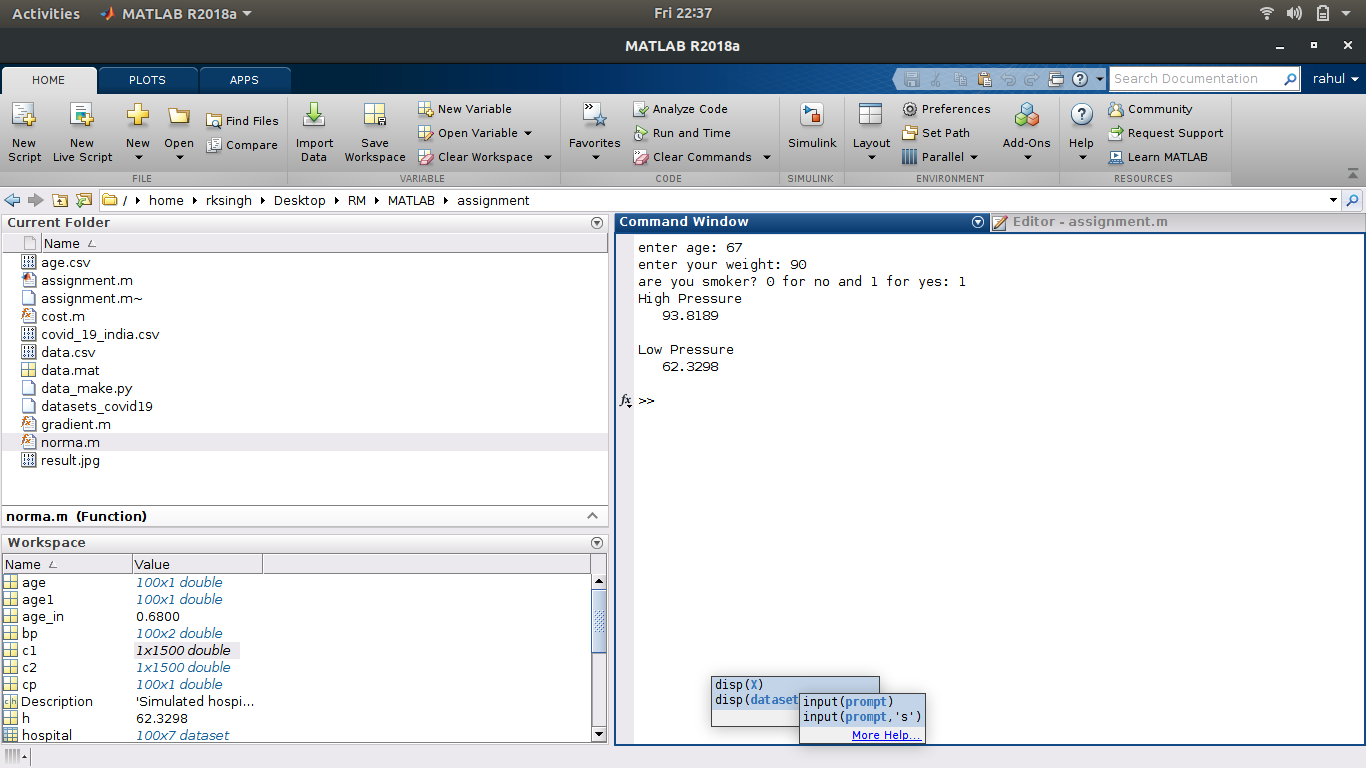 Activities MATLAB R2018a Fri 22:37
MATLAB R2018a
HOME PLOTS APPS Search Documentation rahul
New Script
New Live Script
New
Open
Find Files
Compare
FILE
Import Data
Save Workspace
New Variable
Open Variable
Clear Workspace
VARIABLE
Favorites
Analyze Code
Run and Time
Clear Commands
CODE
Simulink
SIMULINK
Layout
Preferences
Set Path
Parallel
ENVIRONMENT
Add-Ons
Help
Community
Request Support
Learn MATLAB
RESOURCES
/ home rksingh Desktop RM MATLAB assignment
Current Folder
Name
age.csv
assignment.m
assignment.m~
cost.m
covid_19_india.csv
data.csv
data.mat
data_make.py
datasets_covid19
gradient.m
norma.m
result.jpg
norma.m (Function)
Workspace
Name Value
age 100x1 double
age1 100x1 double
age_in 0.6800
bp 100x2 double
c1 1x1500 double
c2 1x1500 double
cp 100x1 double
Description 'Simulated hospi...
h 62.3298
hospital 100x7 dataset
Command Window Editor - assignment.m
enter age: 67
enter your weight: 90
are you smoker? 0 for no and 1 for yes: 1
High Pressure
93.8189
Low Pressure
62.3298
fx >>
disp(X)
disp(dataset
input(prompt)
input(prompt,'s')
More Help...